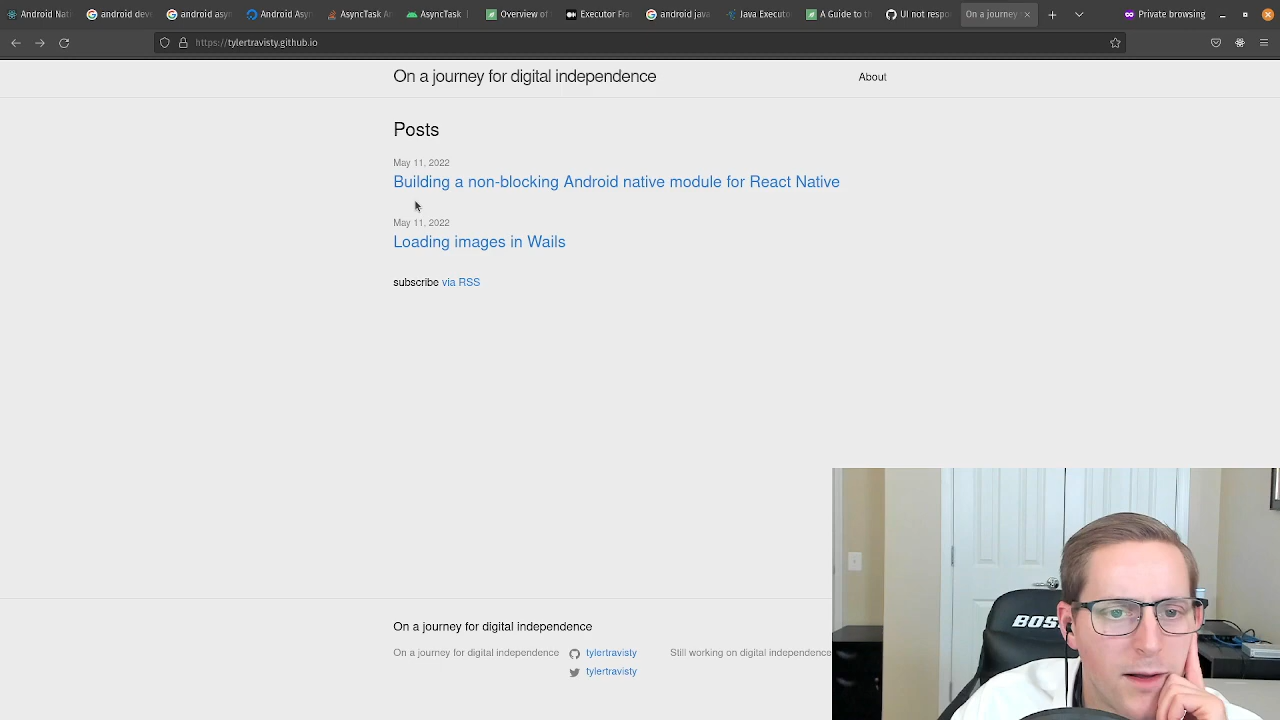 Android Nati
android deve
android asyn
Android Asy
AsyncTask An
AsyncTask |
Overview of
Executor Fra
android java
Java Executo
A Guide to th
UI not respo
On a journey
Private browsing
https://tylertravisty.github.io
On a journey for digital independence
About
Posts
May 11, 2022
Building a non-blocking Android native module for React Native
May 11, 2022
Loading images in Wails
subscribe via RSS
On a journey for digital independence
On a journey for digital independence
tylertravisty
tylertravisty
Still working on digital independence
BOS